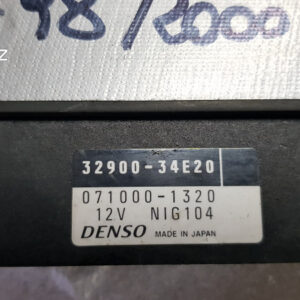 98/2000
z
32900-34E20
071000-1320
12V NIG104
DENSO MADE IN JAPAN